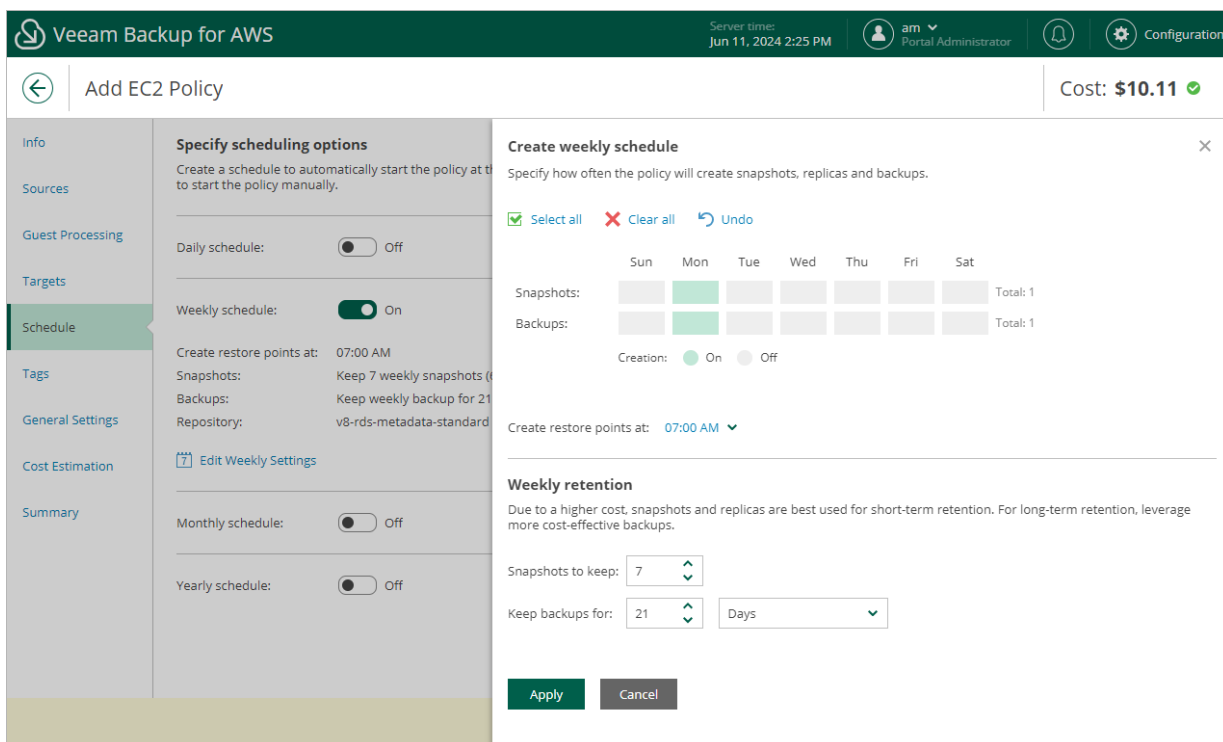 Veeam Backup for AWS
Server time:
Jun 11, 2024 2:25 PM
am
Portal Administrator
Configuration
Add EC2 Policy
Cost: $10.11
Info
Sources
Guest Processing
Targets
Schedule
Tags
General Settings
Cost Estimation
Summary
Specify scheduling options
Create a schedule to automatically start the policy at th
to start the policy manually.
Daily schedule: Off
Weekly schedule: On
Create restore points at: 07:00 AM
Snapshots: Keep 7 weekly snapshots (
Backups: Keep weekly backup for 21
Repository: v8-rds-metadata-standard
7 Edit Weekly Settings
Monthly schedule: Off
Yearly schedule: Off
Create weekly schedule
Specify how often the policy will create snapshots, replicas and backups.
Select all Clear all Undo
Sun Mon Tue Wed Thu Fri Sat
Snapshots: Total: 1
Backups: Total: 1
Creation: On Off
Create restore points at: 07:00 AM
Weekly retention
Due to a higher cost, snapshots and replicas are best used for short-term retention. For long-term retention, leverage
more cost-effective backups.
Snapshots to keep: 7
Keep backups for: 21 Days
Apply Cancel